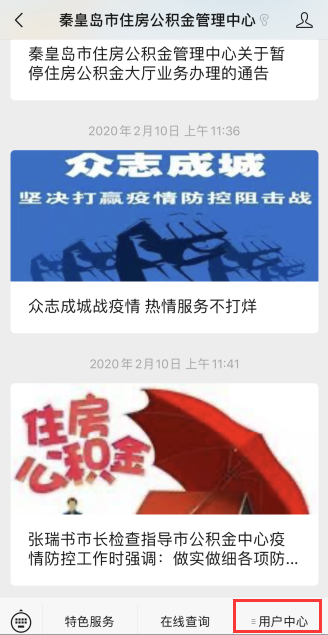 秦皇岛市住房公积金管理中心
秦皇岛市住房公积金管理中心关于暂
停住房公积金大厅业务办理的通告
2020年2月10日 上午11:36
众志成城
坚决打赢疫情防控阻击战
众志成城战疫情 热情服务不打烊
2020年2月10日 上午11:41
住房
公积金
张瑞书市长检查指导市公积金中心疫
情防控工作时强调：做实做细各项防...
特色服务
在线查询
用户中心